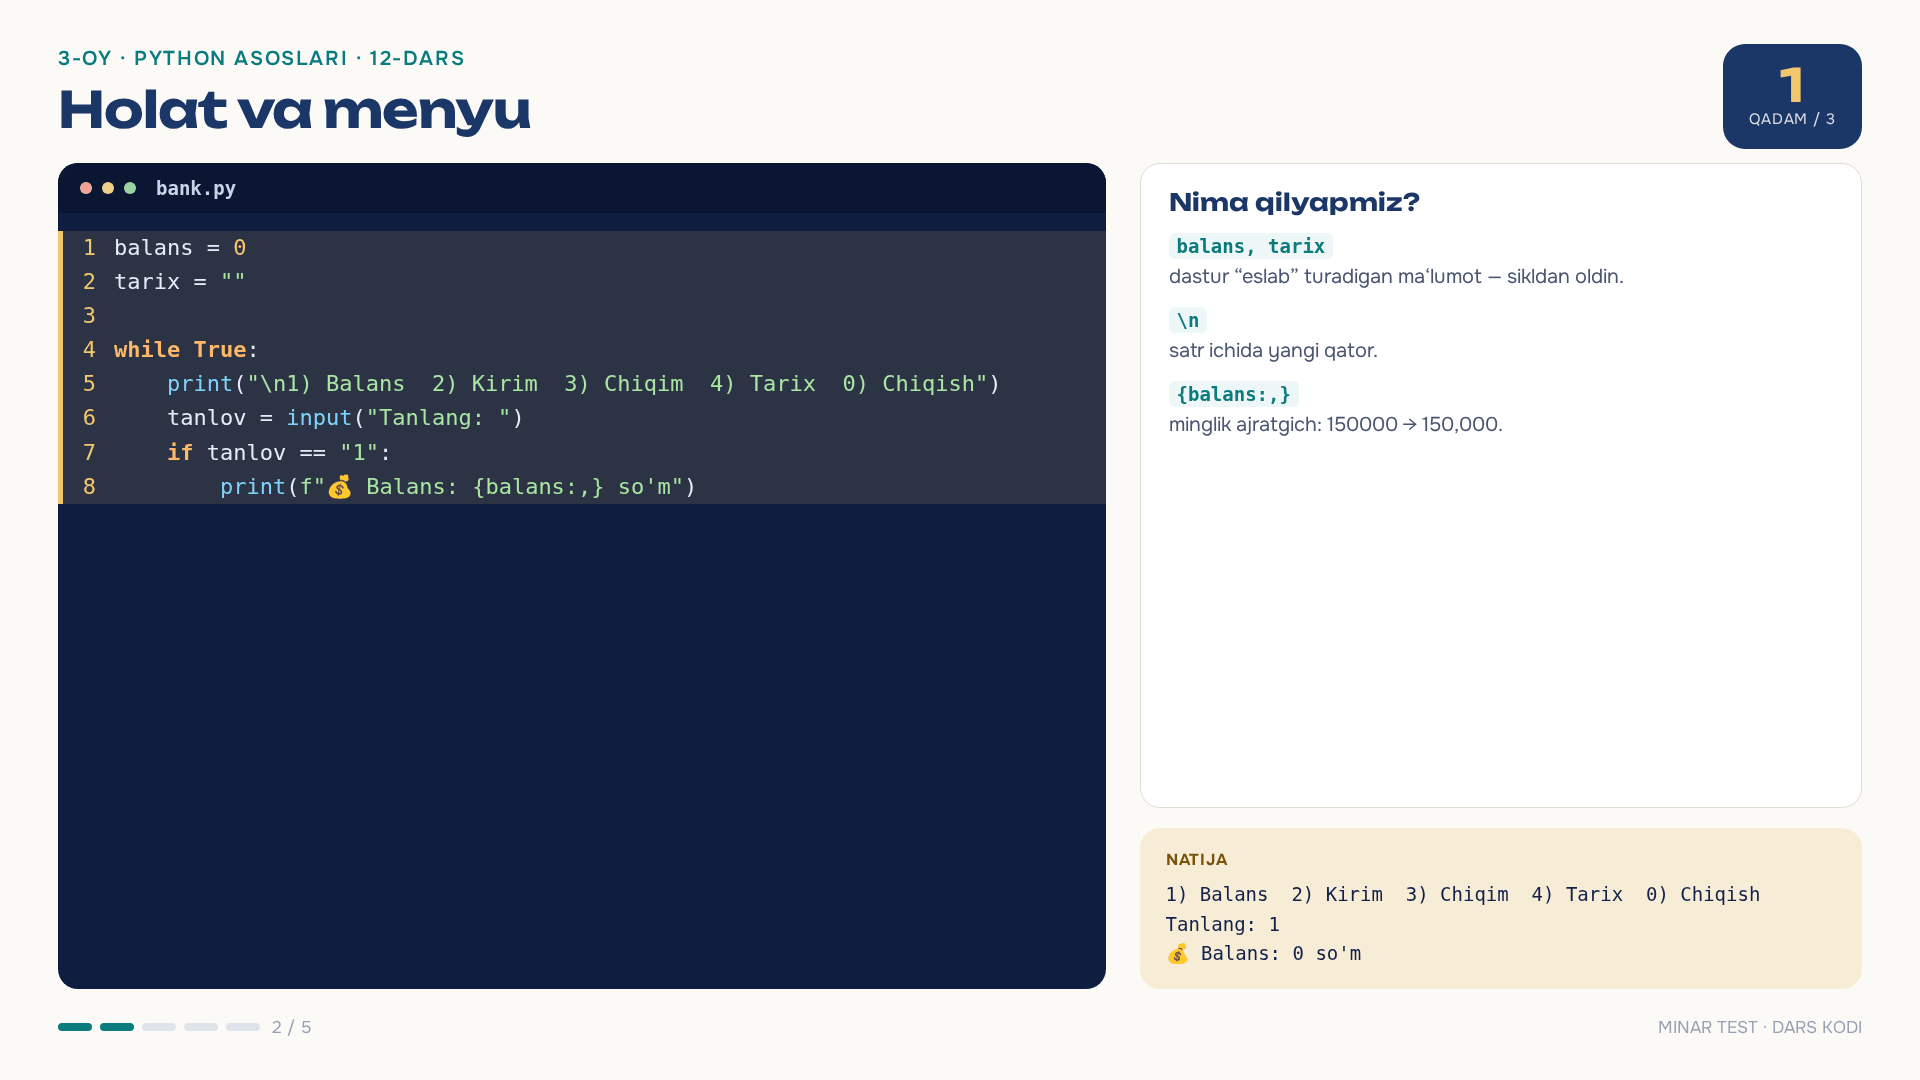 3-OY · PYTHON ASOSLARI · 12-DARS
Holat va menyu
1
QADAM / 3
bank.py
1 balans = 0
2 tarix = ""
3
4 while True:
5     print("\n1) Balans  2) Kirim  3) Chiqim  4) Tarix  0) Chiqish")
6     tanlov = input("Tanlang: ")
7     if tanlov == "1":
8         print(f"💰 Balans: {balans:,} so'm")
Nima qilyapmiz?
balans, tarix
dastur “eslab” turadigan ma‘lumot — sikldan oldin.
\n
satr ichida yangi qator.
{balans:,}
minglik ajratgich: 150000 → 150,000.
NATIJA
1) Balans  2) Kirim  3) Chiqim  4) Tarix  0) Chiqish
Tanlang: 1
💰 Balans: 0 so'm
2 / 5
MINAR TEST · DARS KODI